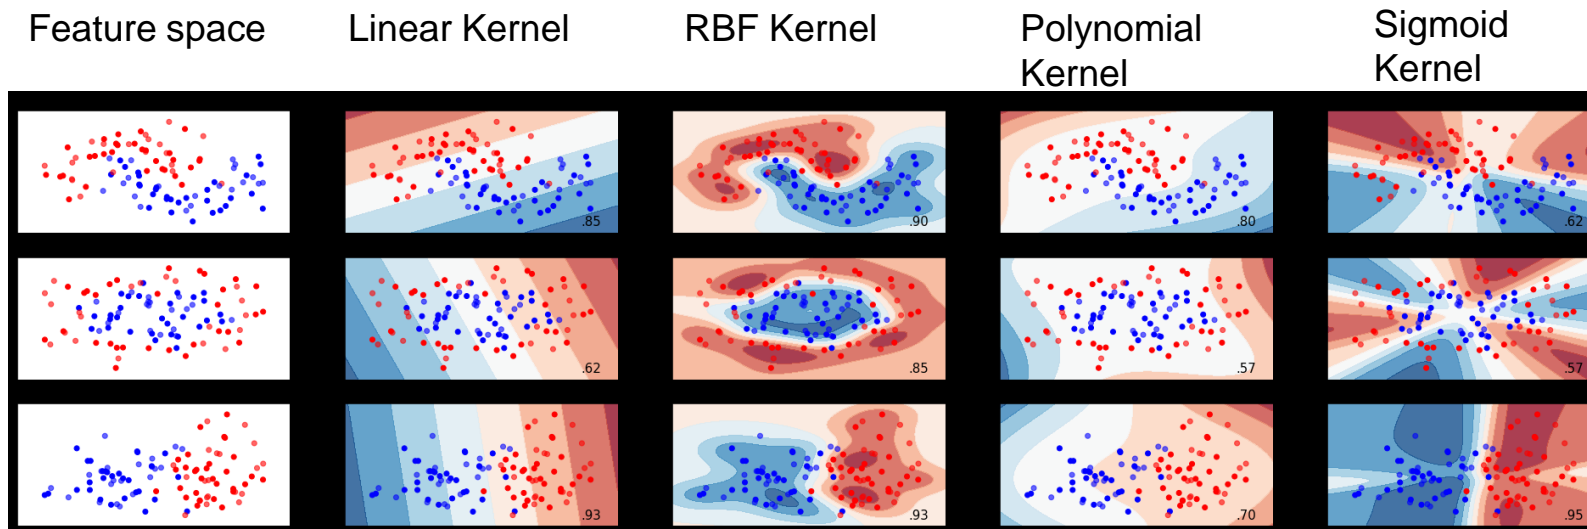 Feature space
Linear Kernel
RBF Kernel
Polynomial
Kernel
Sigmoid
Kernel
.85
.90
.80
.62
.62
.85
.57
.57
.93
.93
.70
.95